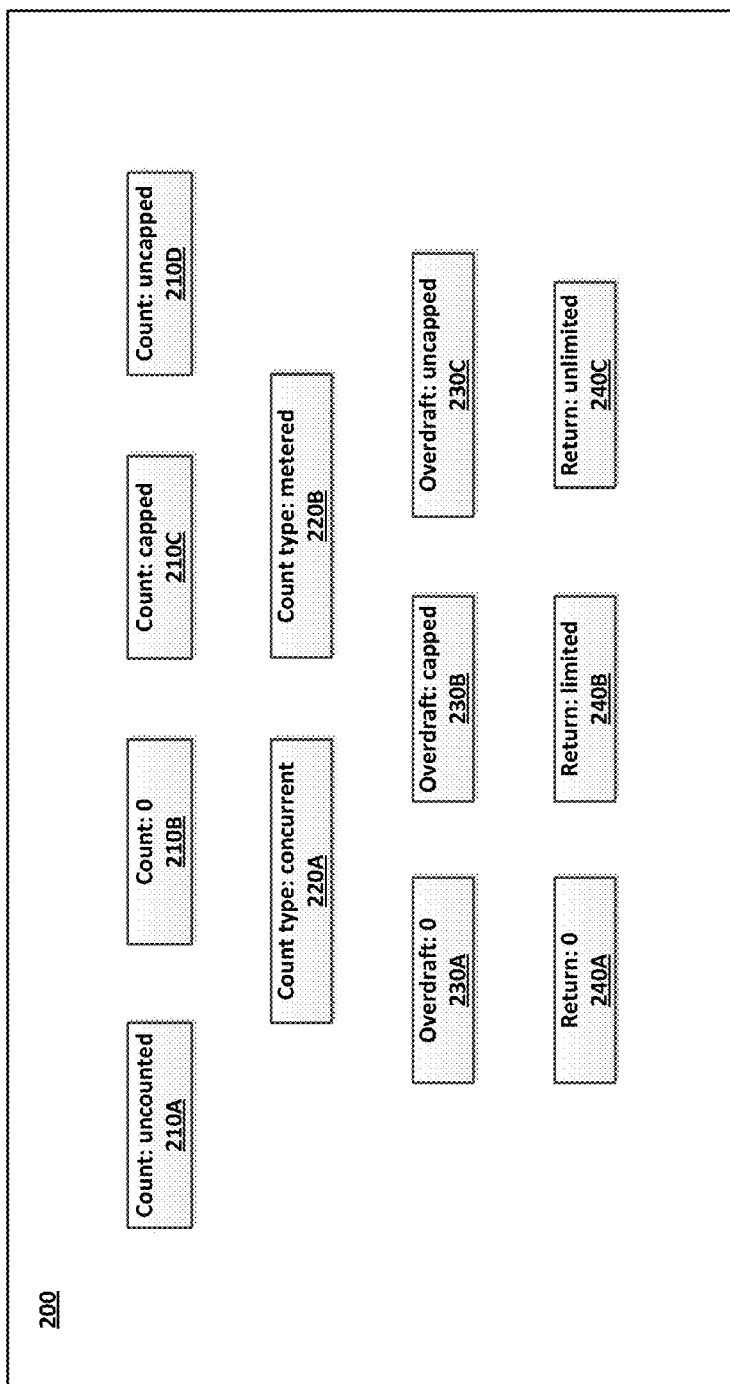 200
Count: uncounted
210A
Count: 0
210B
Count: capped
210C
Count: uncapped
210D
Count type: concurrent
220A
Count type: metered
220B
Overdraft: 0
230A
Overdraft: capped
230B
Overdraft: uncapped
230C
Return: 0
240A
Return: limited
240B
Return: unlimited
240C